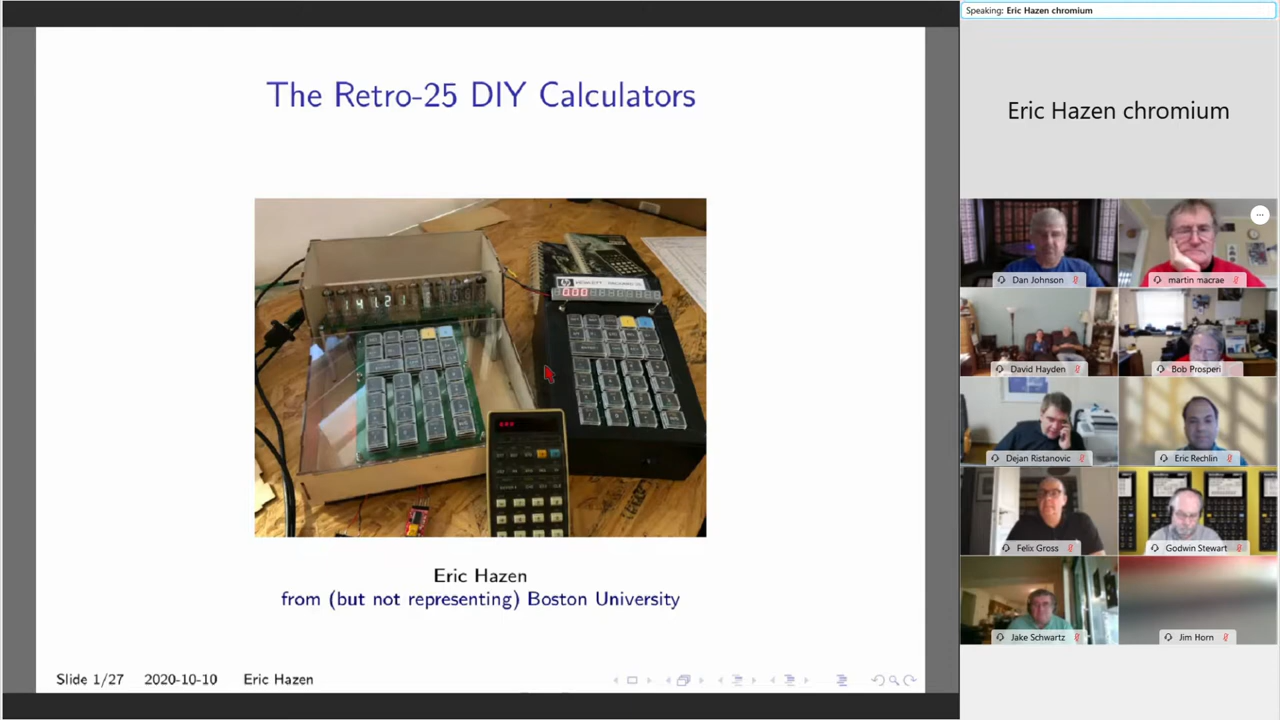 The Retro-25 DIY Calculators
Eric Hazen
from (but not representing) Boston University
Slide 1/27 2020-10-10 Eric Hazen
Speaking: Eric Hazen chromium
Eric Hazen chromium
Dan Johnson
martin macrae
David Hayden
Bob Prosperi
Dejan Ristanovic
Eric Rechlin
Felix Gross
Godwin Stewart
Jake Schwartz
Jim Horn